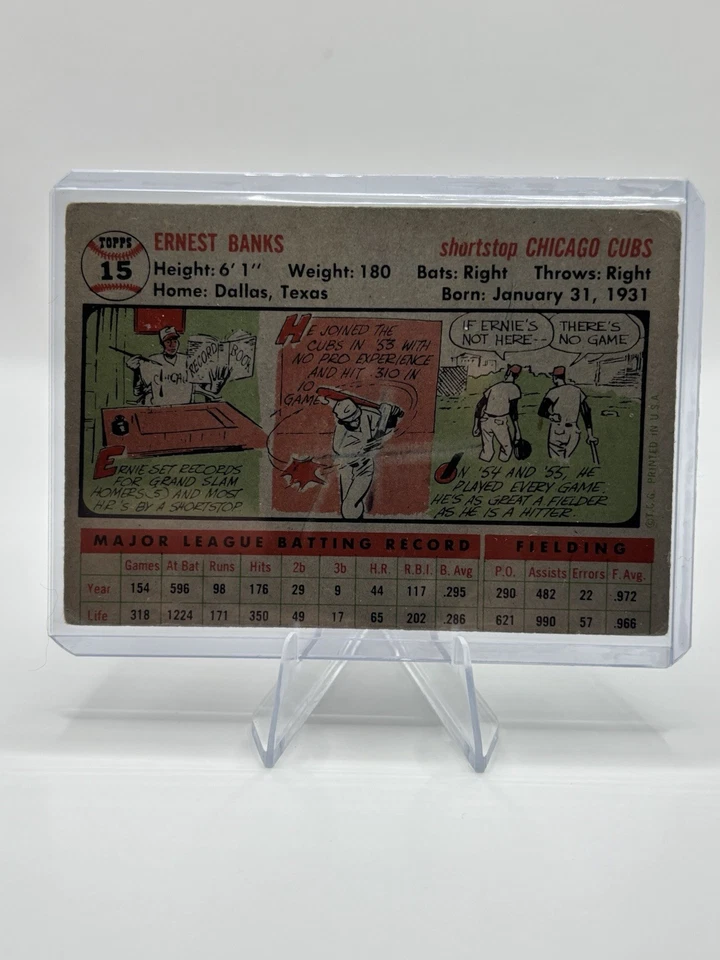 TOPPS
15
ERNEST BANKS
shortstop CHICAGO CUBS
Height: 6' 1" Weight: 180 Bats: Right Throws: Right
Home: Dallas, Texas Born: January 31, 1931
RECORD BOOK
CHICA
ERNIE SET RECORDS
FOR GRAND SLAM
HOMERS (5) AND MOST
H.R.'S BY A SHORTSTOP.
HE JOINED THE
CUBS IN '53 WITH
NO PRO EXPERIENCE
AND HIT .310 IN
10
GAMES
IF ERNIE'S
NOT HERE--
THERE'S
NO GAME
IN '54 AND '55, HE
PLAYED EVERY GAME.
HE'S AS GREAT A FIELDER
AS HE IS A HITTER.
©T.C.G. PRINTED IN U.S.A.
MAJOR LEAGUE BATTING RECORD FIELDING
Games At Bat Runs Hits 2b 3b H.R. R.B.I. B. Avg P.O. Assists Errors F. Avg.
Year 154 596 98 176 29 9 44 117 .295 290 482 22 .972
Life 318 1224 171 350 49 17 65 202 .286 621 990 57 .966